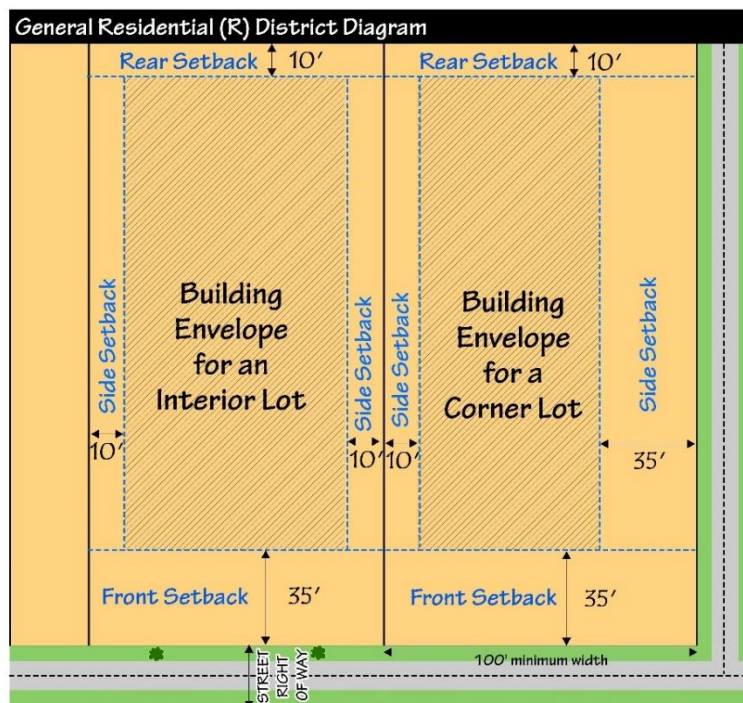 General Residential (R) District Diagram
Rear Setback 10'
Rear Setback 10'
Building
Envelope
for an
Interior Lot
Building
Envelope
for a
Corner Lot
Side Setback
Side Setback
Side Setback
Side Setback
10'
10'
10'
35'
Front Setback 35'
Front Setback 35'
100' minimum width
STREET
RIGHT
OF WAY